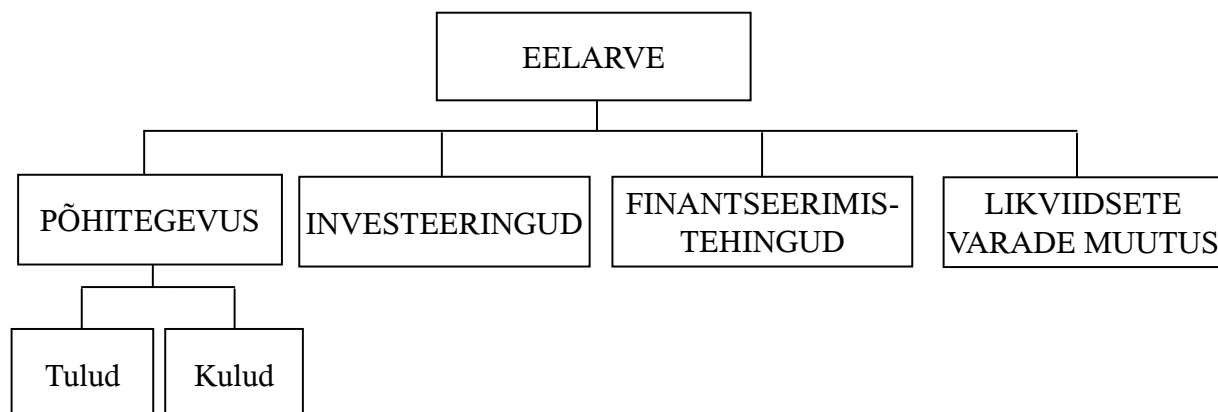 EELARVE
PÕHITEGEVUS
INVESTEERINGUD
FINANTSEERIMIS-
TEHINGUD
LIKVIIDSETE
VARADE MUUTUS
Tulud
Kulud